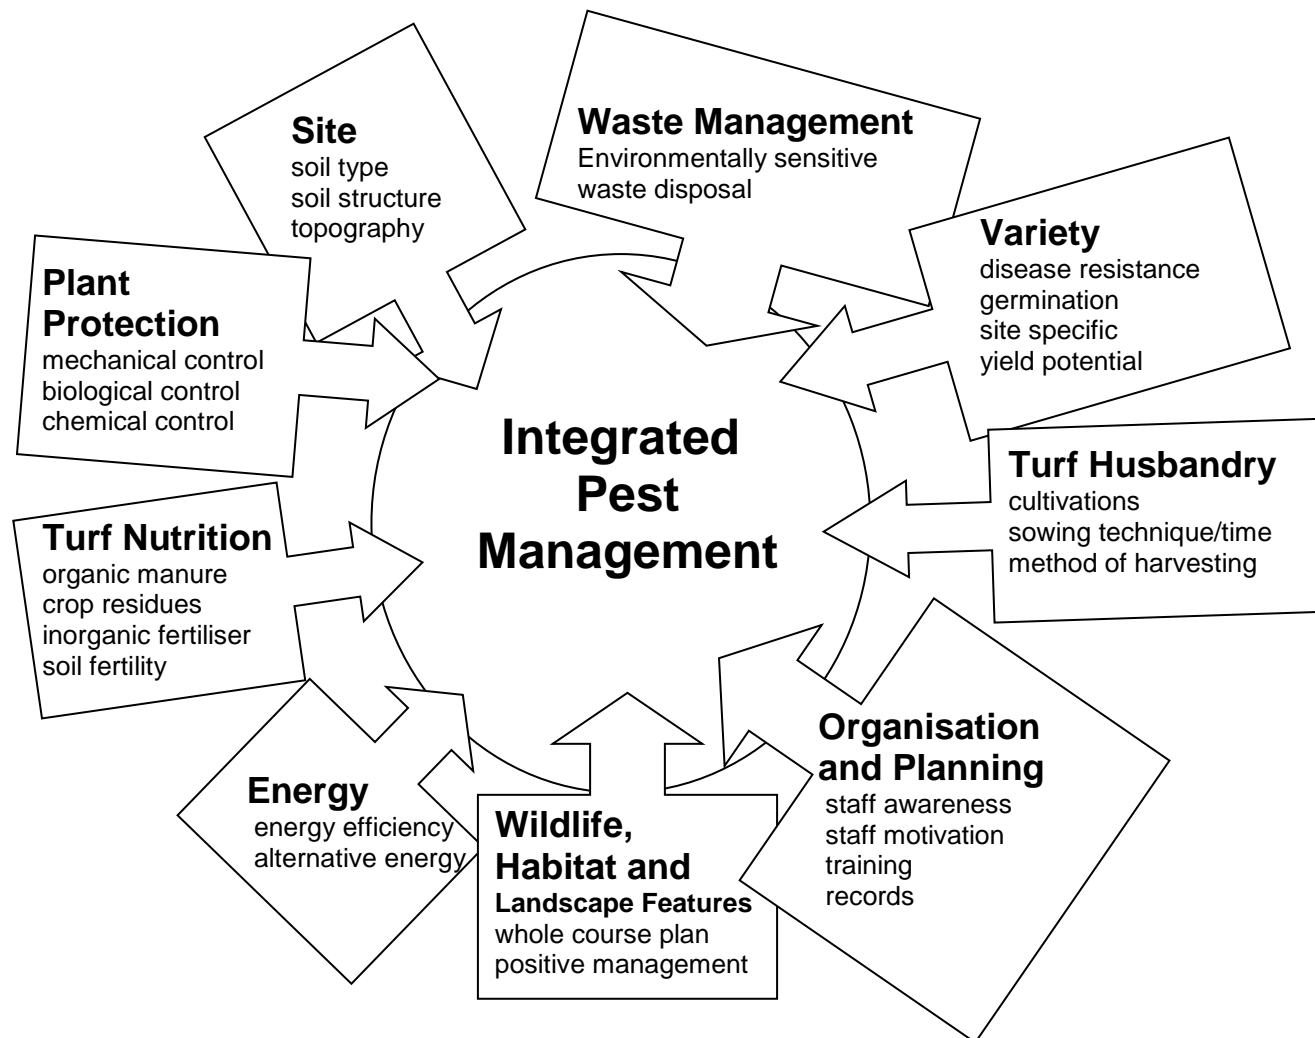 Site
soil type
soil structure
topography
Waste Management
Environmentally sensitive
waste disposal
Variety
disease resistance
germination
site specific
yield potential
Plant
Protection
mechanical control
biological control
chemical control
Integrated
Pest
Management
Turf Husbandry
cultivations
sowing technique/time
method of harvesting
Turf Nutrition
organic manure
crop residues
inorganic fertiliser
soil fertility
Organisation
and Planning
staff awareness
staff motivation
training
records
Energy
energy efficiency
alternative energy
Wildlife,
Habitat and
Landscape Features
whole course plan
positive management